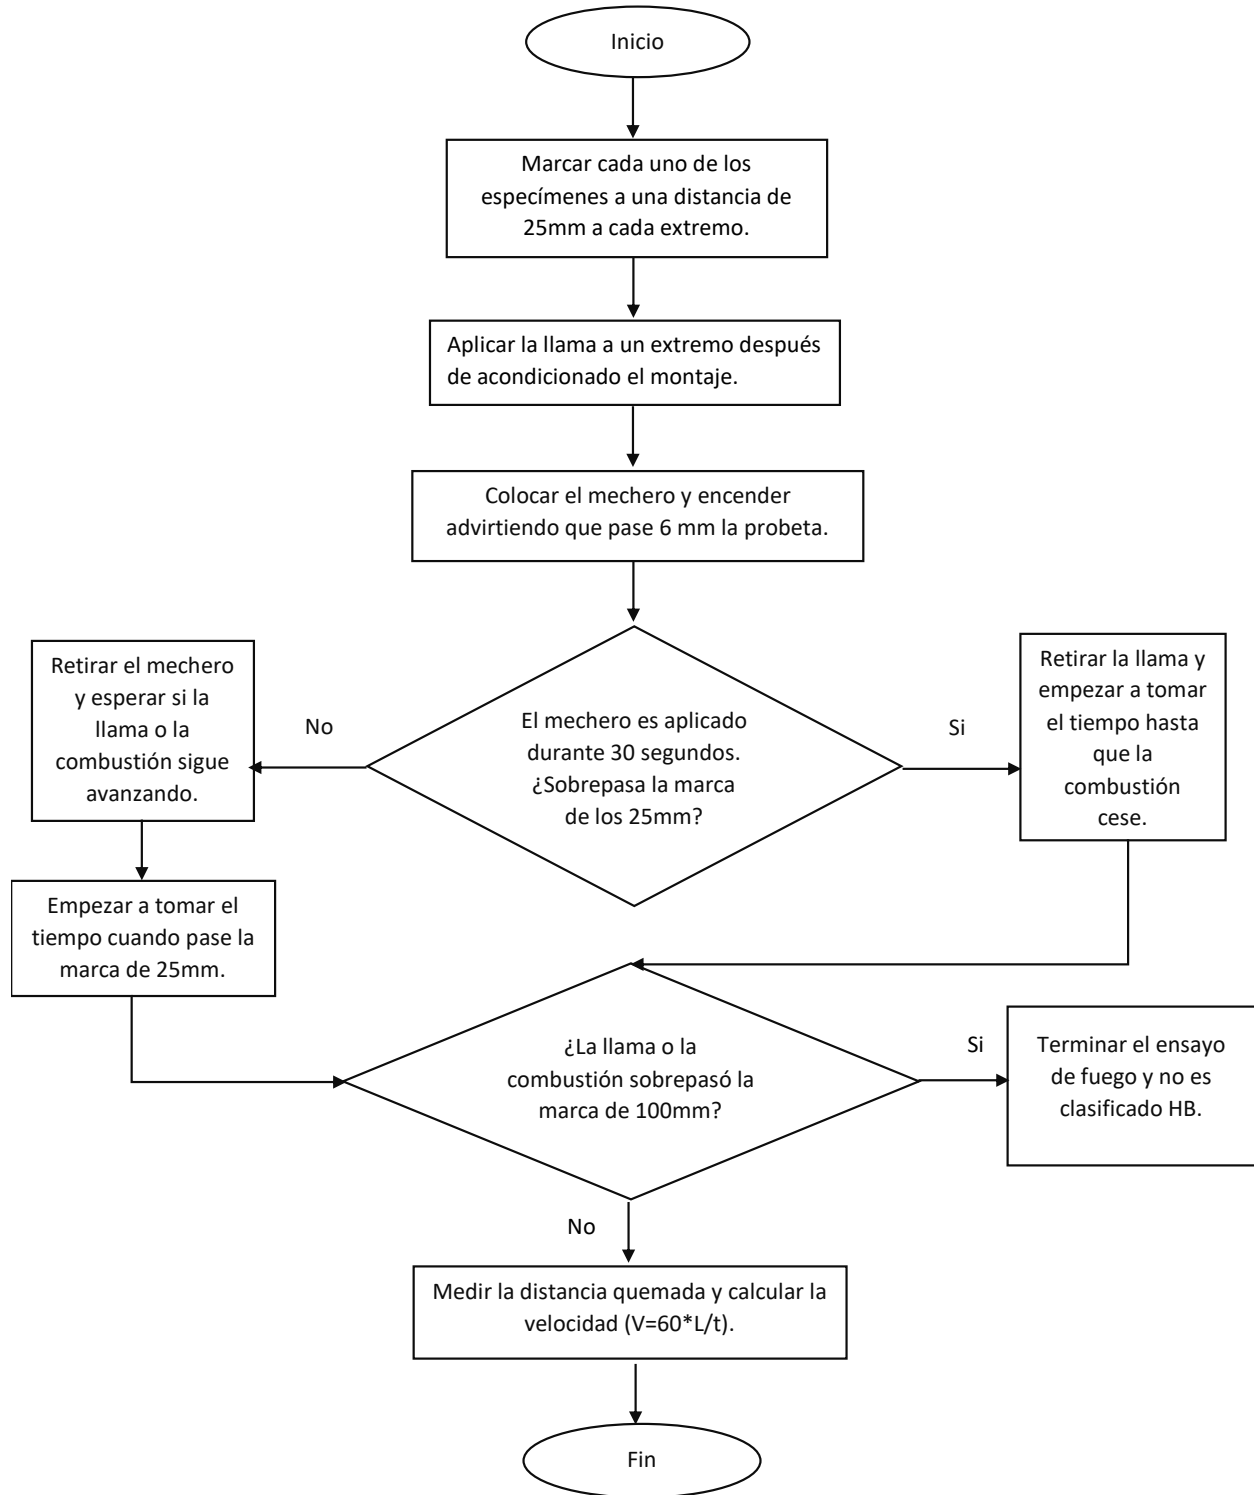 Inicio
Marcar cada uno de los
especímenes a una distancia de
25mm a cada extremo.
Aplicar la llama a un extremo después
de acondicionado el montaje.
Colocar el mechero y encender
advirtiendo que pase 6 mm la probeta.
Retirar el mechero
y esperar si la
llama o la
combustión sigue
avanzando.
No
El mechero es aplicado
durante 30 segundos.
¿Sobrepasa la marca
de los 25mm?
Si
Retirar la llama y
empezar a tomar
el tiempo hasta
que la
combustión
cese.
Empezar a tomar el
tiempo cuando pase la
marca de 25mm.
¿La llama o la
combustión sobrepasó la
marca de 100mm?
Si
Terminar el ensayo
de fuego y no es
clasificado HB.
No
Medir la distancia quemada y calcular la
velocidad (V=60*L/t).
Fin